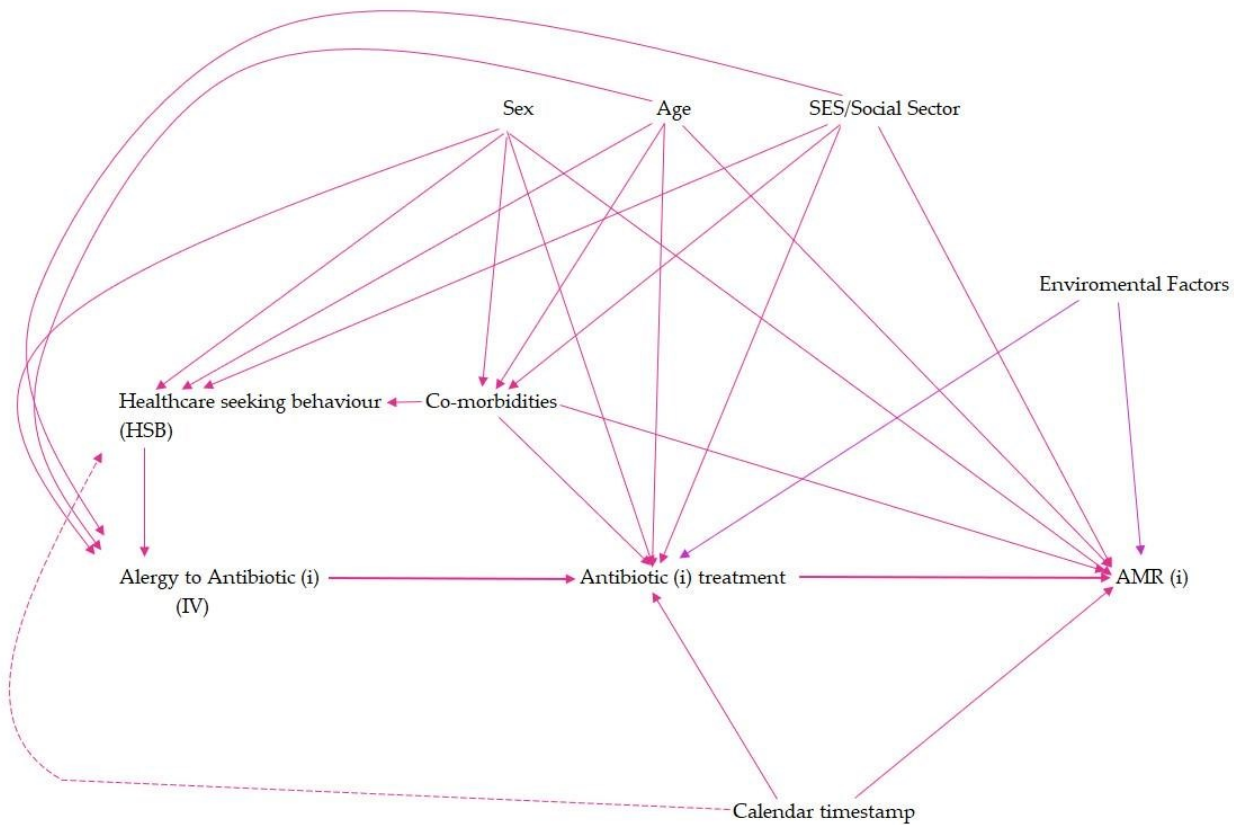 Sex
Age
SES/Social Sector
Enviromental Factors
Healthcare seeking behaviour
(HSB)
Co-morbidities
Alergy to Antibiotic (i)
(IV)
Antibiotic (i) treatment
AMR (i)
Calendar timestamp